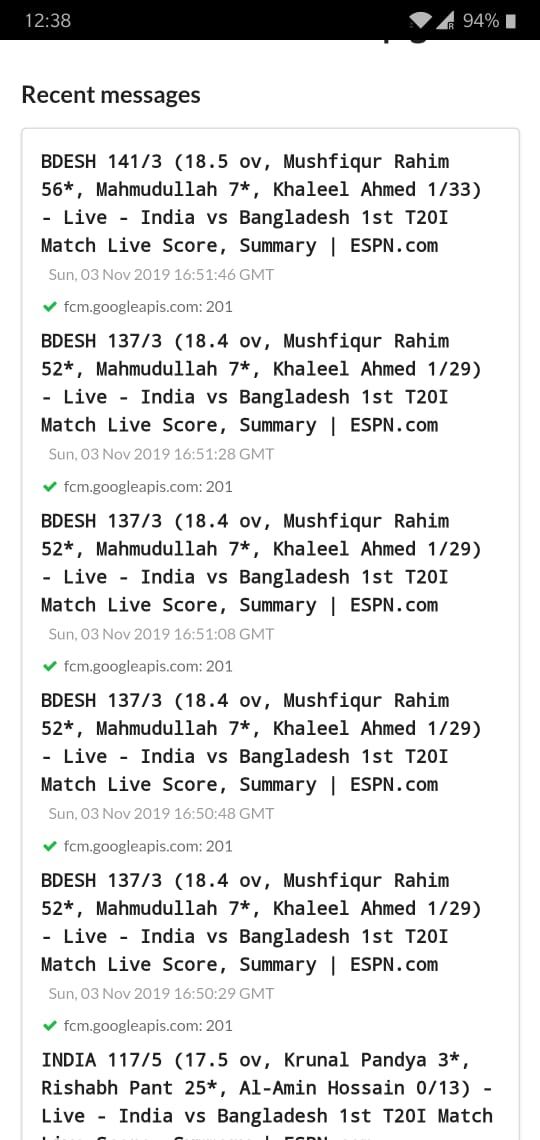 12:38
94%
Recent messages
BDESH 141/3 (18.5 ov, Mushfiqur Rahim
56*, Mahmudullah 7*, Khaleel Ahmed 1/33)
- Live - India vs Bangladesh 1st T20I
Match Live Score, Summary | ESPN.com
Sun, 03 Nov 2019 16:51:46 GMT
fcm.googleapis.com: 201
BDESH 137/3 (18.4 ov, Mushfiqur Rahim
52*, Mahmudullah 7*, Khaleel Ahmed 1/29)
- Live - India vs Bangladesh 1st T20I
Match Live Score, Summary | ESPN.com
Sun, 03 Nov 2019 16:51:28 GMT
fcm.googleapis.com: 201
BDESH 137/3 (18.4 ov, Mushfiqur Rahim
52*, Mahmudullah 7*, Khaleel Ahmed 1/29)
- Live - India vs Bangladesh 1st T20I
Match Live Score, Summary | ESPN.com
Sun, 03 Nov 2019 16:51:08 GMT
fcm.googleapis.com: 201
BDESH 137/3 (18.4 ov, Mushfiqur Rahim
52*, Mahmudullah 7*, Khaleel Ahmed 1/29)
- Live - India vs Bangladesh 1st T20I
Match Live Score, Summary | ESPN.com
Sun, 03 Nov 2019 16:50:48 GMT
fcm.googleapis.com: 201
BDESH 137/3 (18.4 ov, Mushfiqur Rahim
52*, Mahmudullah 7*, Khaleel Ahmed 1/29)
- Live - India vs Bangladesh 1st T20I
Match Live Score, Summary | ESPN.com
Sun, 03 Nov 2019 16:50:29 GMT
fcm.googleapis.com: 201
INDIA 117/5 (17.5 ov, Krunal Pandya 3*,
Rishabh Pant 25*, Al-Amin Hossain 0/13) -
Live - India vs Bangladesh 1st T20I Match